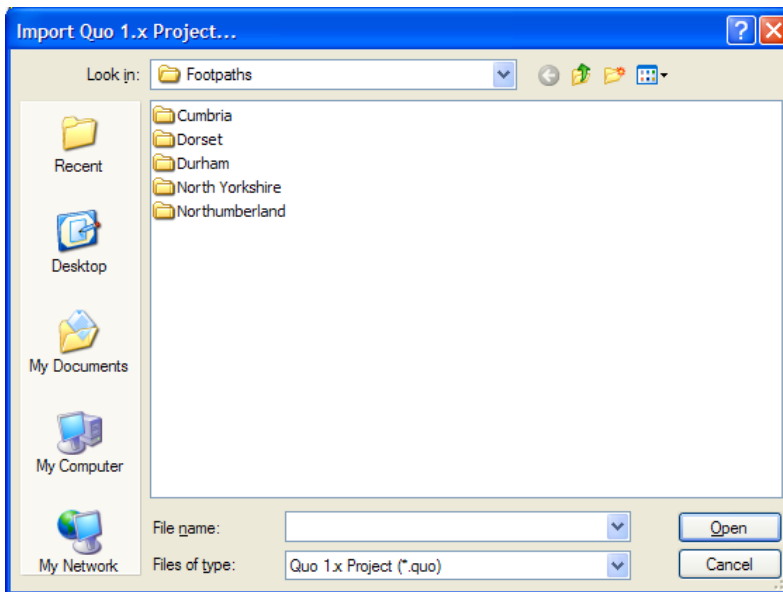 Import Quo 1.x Project...
Look in:
Footpaths
Recent
Desktop
My Documents
My Computer
My Network
Cumbria
Dorset
Durham
North Yorkshire
Northumberland
File name:
Open
Files of type:
Quo 1.x Project (*.quo)
Cancel